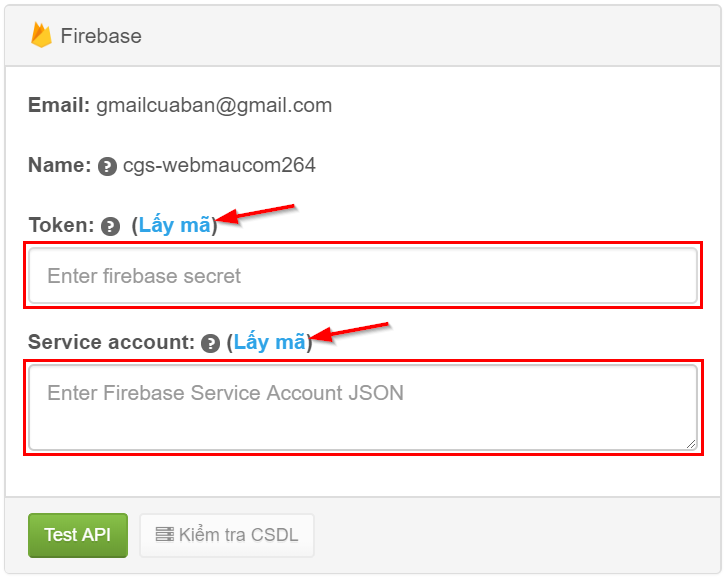 Firebase
Email: gmailcuaban@gmail.com
Name: ? cgs-webmaucom264
Token: ? (Lấy mã)
Enter firebase secret
Service account: ? (Lấy mã)
Enter Firebase Service Account JSON
Test API Kiểm tra CSDL